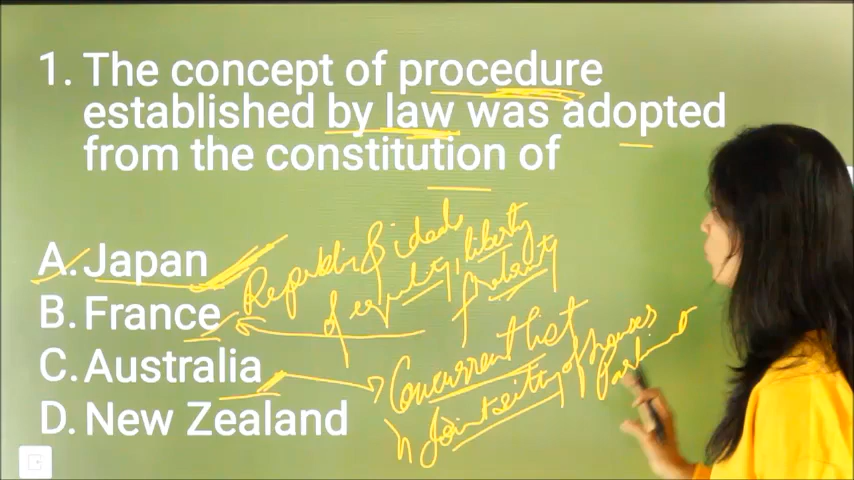 1. The concept of procedure
established by law was adopted
from the constitution of
A. Japan
B. France
C. Australia
D. New Zealand
Republic & ideals
of equality, liberty
fraternity
Concurrent list
Joint sitting of houses